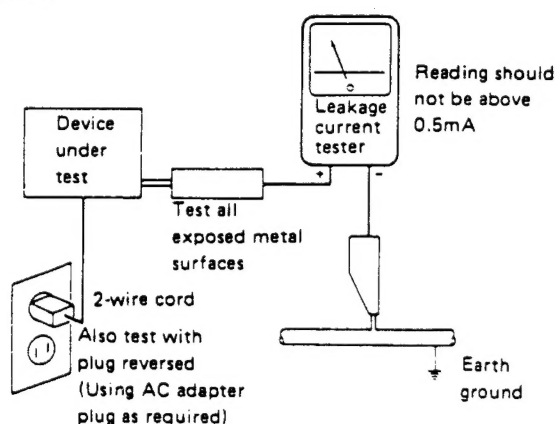 Device
under
test
Leakage
current
tester
+
-
Reading should
not be above
0.5mA
Test all
exposed metal
surfaces
2-wire cord
Also test with
plug reversed
(Using AC adapter
plug as required)
Earth
ground